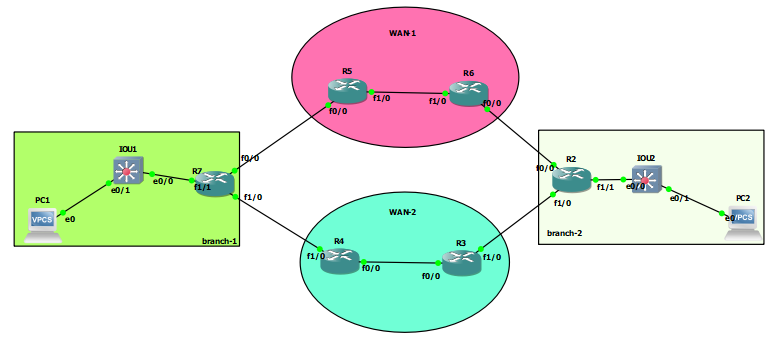 WAN-1
R5
R6
f1/0
f1/0
f0/0
f0/0
IOU1
R7
f0/0
e0/0
e0/1
f1/1
f1/0
PC1
VPCS
e0
branch-1
R2
IOU2
f0/0
f1/1
e0/0
e0/1
f1/0
PC2
e0
VPCS
branch-2
WAN-2
R4
R3
f1/0
f0/0
f0/0
f1/0